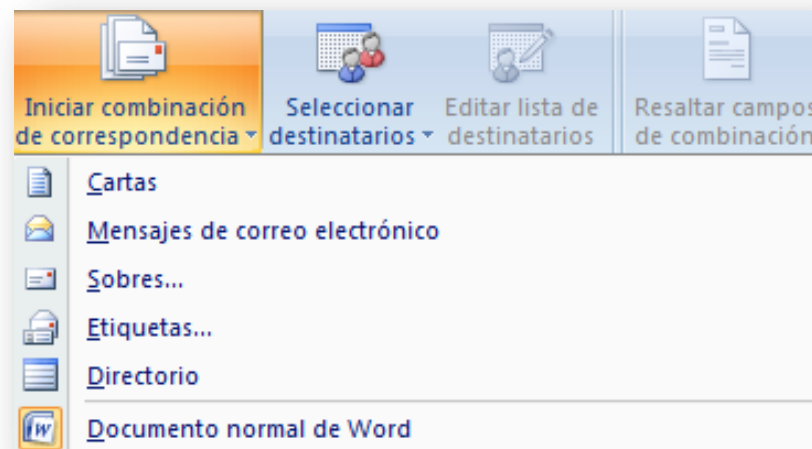 Iniciar combinación de correspondencia
Seleccionar destinatarios
Editar lista de destinatarios
Resaltar campos de combinación
Cartas
Mensajes de correo electrónico
Sobres...
Etiquetas...
Directorio
Documento normal de Word